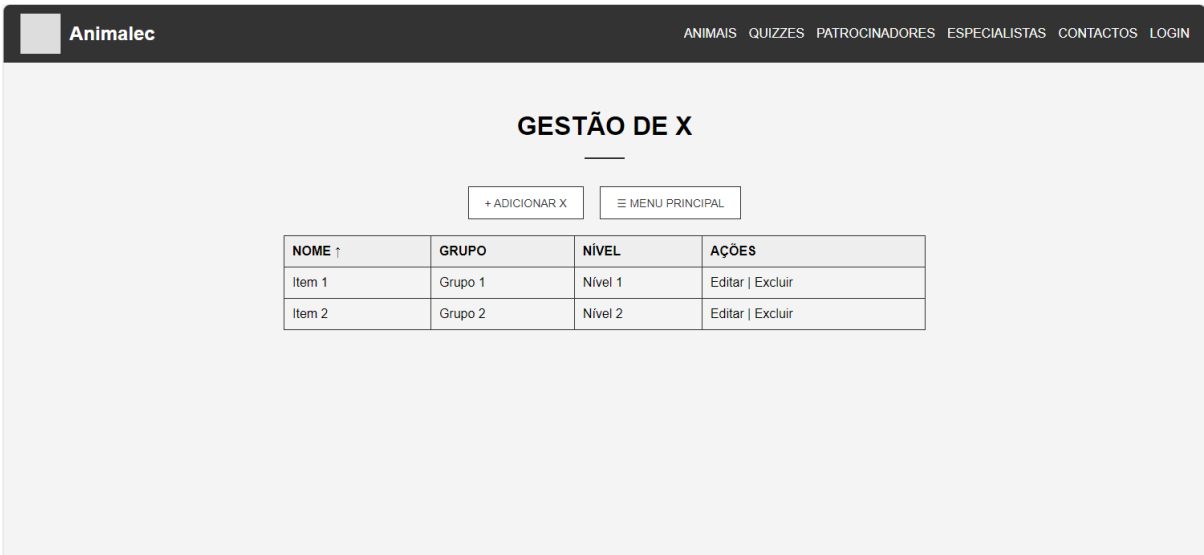 Animalec
ANIMAIS QUIZZES PATROCINADORES ESPECIALISTAS CONTACTOS LOGIN
GESTÃO DE X
+ ADICIONAR X
☰ MENU PRINCIPAL
NOME ↑ GRUPO NÍVEL AÇÕES
Item 1 Grupo 1 Nível 1 Editar | Excluir
Item 2 Grupo 2 Nível 2 Editar | Excluir